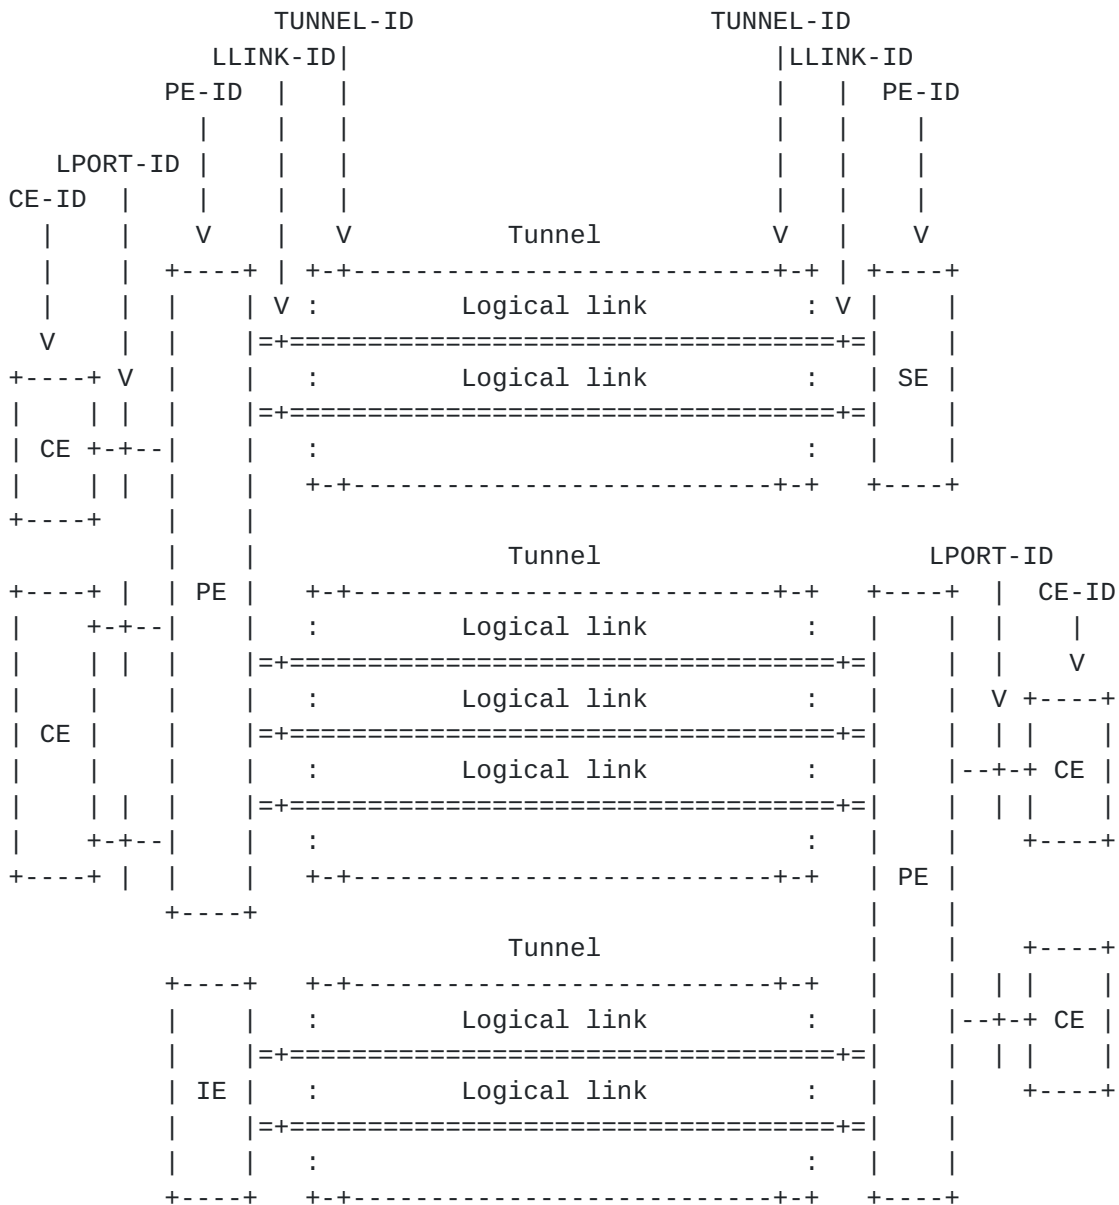 TUNNEL-ID TUNNEL-ID
LLINK-ID LLINK-ID
PE-ID PE-ID
LPORT-ID
CE-ID
V V V Tunnel V V
V Logical link V
V
V Logical link SE
CE
Tunnel LPORT-ID
PE CE-ID
Logical link
V
Logical link V
CE
Logical link CE
PE
Tunnel
Logical link CE
IE Logical link